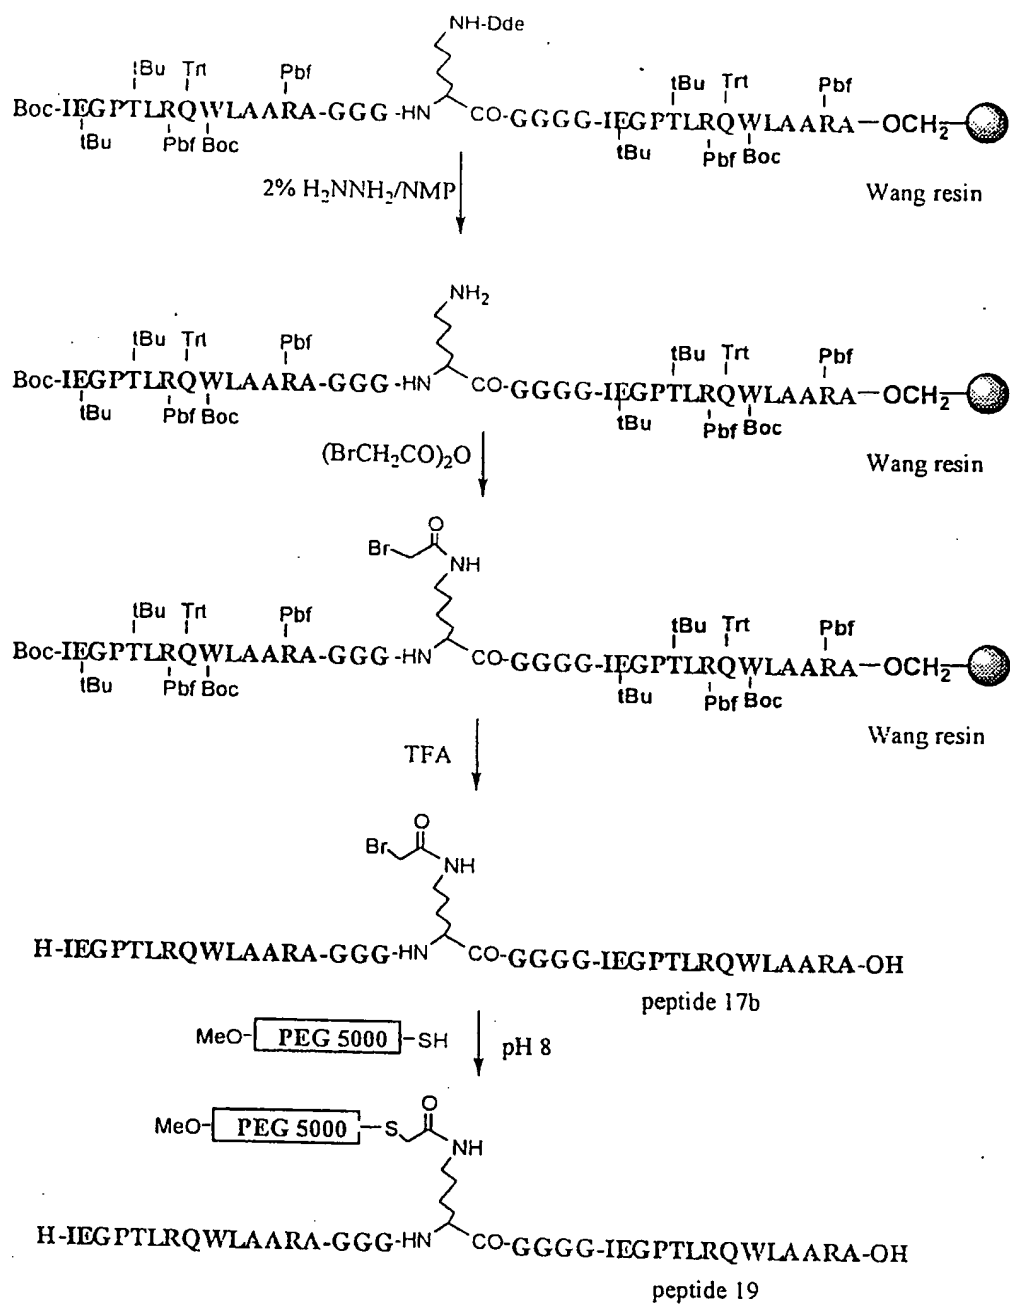 NH-Dde
tBu Trt Pbf tBu Trt Pbf
Boc-IEGPTLRQWLAARA-GGG-HN CO-GGGG-IEGPTLRQWLAARA-OCH2
tBu Pbf Boc tBu Pbf Boc
2% H2NNH2/NMP
Wang resin
NH2
tBu Trt Pbf tBu Trt Pbf
Boc-IEGPTLRQWLAARA-GGG-HN CO-GGGG-IEGPTLRQWLAARA-OCH2
tBu Pbf Boc tBu Pbf Boc
(BrCH2CO)2O
Wang resin
O
Br NH
tBu Trt Pbf tBu Trt Pbf
Boc-IEGPTLRQWLAARA-GGG-HN CO-GGGG-IEGPTLRQWLAARA-OCH2
tBu Pbf Boc tBu Pbf Boc
Wang resin
TFA
O
Br NH
H-IEGPTLRQWLAARA-GGG-HN CO-GGGG-IEGPTLRQWLAARA-OH
peptide 17b
MeO-PEG 5000-SH pH 8
O
MeO-PEG 5000-S NH
H-IEGPTLRQWLAARA-GGG-HN CO-GGGG-IEGPTLRQWLAARA-OH
peptide 19